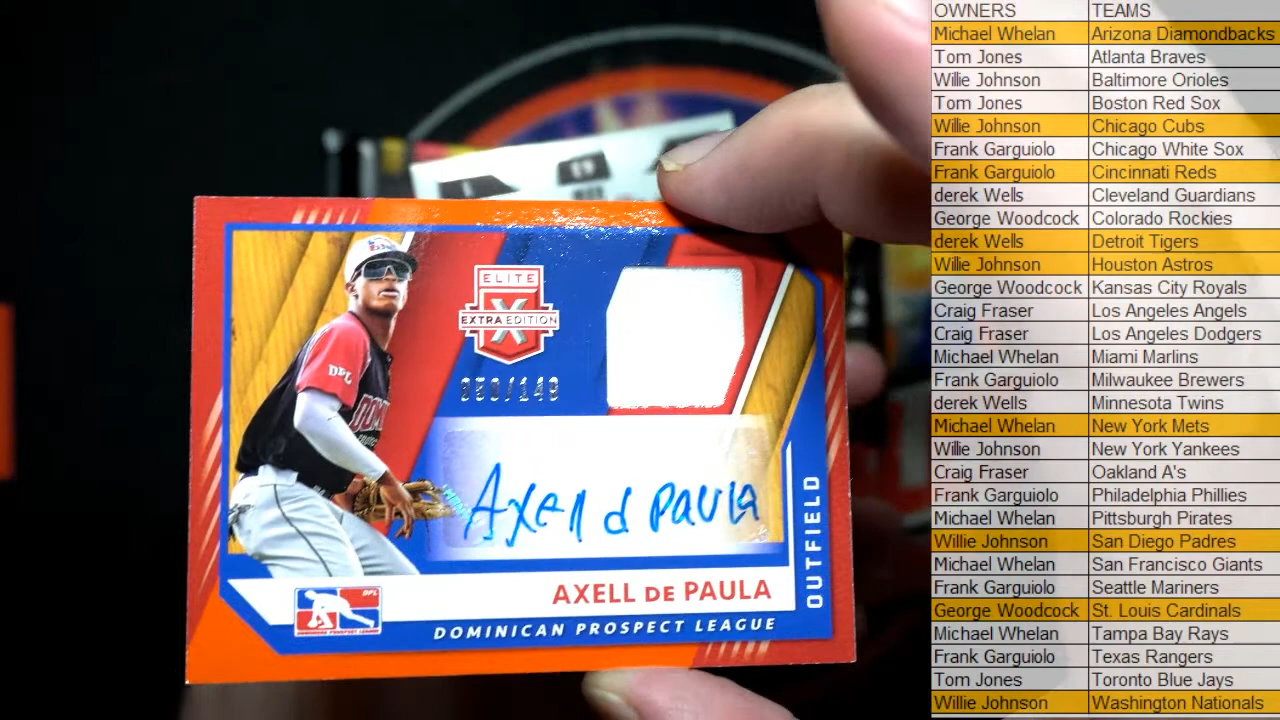 ELITE
X
EXTRA EDITION
DPL
Axell d Paula
OUTFIELD
AXELL DE PAULA
DPL
DOMINICAN PROSPECT LEAGUE
OWNERS TEAMS
Michael Whelan Arizona Diamondbacks
Tom Jones Atlanta Braves
Willie Johnson Baltimore Orioles
Tom Jones Boston Red Sox
Willie Johnson Chicago Cubs
Frank Garguiolo Chicago White Sox
Frank Garguiolo Cincinnati Reds
derek Wells Cleveland Guardians
George Woodcock Colorado Rockies
derek Wells Detroit Tigers
Willie Johnson Houston Astros
George Woodcock Kansas City Royals
Craig Fraser Los Angeles Angels
Craig Fraser Los Angeles Dodgers
Michael Whelan Miami Marlins
Frank Garguiolo Milwaukee Brewers
derek Wells Minnesota Twins
Michael Whelan New York Mets
Willie Johnson New York Yankees
Craig Fraser Oakland A's
Frank Garguiolo Philadelphia Phillies
Michael Whelan Pittsburgh Pirates
Willie Johnson San Diego Padres
Michael Whelan San Francisco Giants
Frank Garguiolo Seattle Mariners
George Woodcock St. Louis Cardinals
Michael Whelan Tampa Bay Rays
Frank Garguiolo Texas Rangers
Tom Jones Toronto Blue Jays
Willie Johnson Washington Nationals